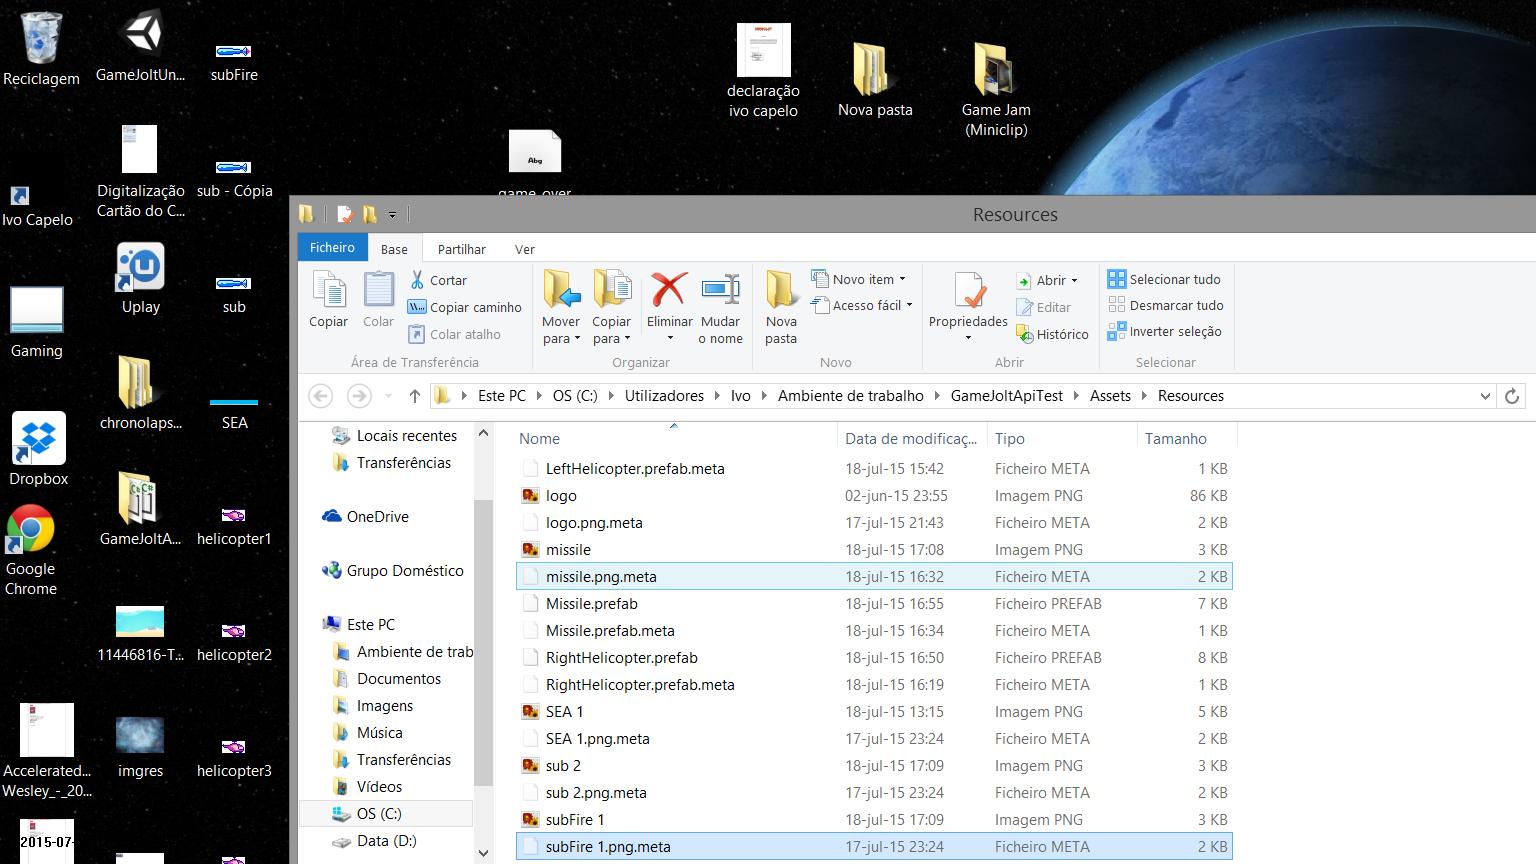 Reciclagem
GameJoltUn...
subFire
declaração
ivo capelo
Nova pasta
Game Jam
(Miniclip)
Abg
game_over
Ivo Capelo
Digitalização
Cartão do C...
sub - Cópia
Uplay
sub
Gaming
chronolaps...
SEA
Dropbox
GameJoltA...
helicopter1
Google
Chrome
11446816-T...
helicopter2
Accelerated...
Wesley_-_20...
imgres
helicopter3
2015-07-
Resources
Ficheiro
Base
Partilhar
Ver
Copiar
Colar
Cortar
Copiar caminho
Colar atalho
Área de Transferência
Mover
para
Copiar
para
Eliminar
Mudar
o nome
Organizar
Nova
pasta
Novo item
Acesso fácil
Novo
Propriedades
Abrir
Editar
Histórico
Abrir
Selecionar tudo
Desmarcar tudo
Inverter seleção
Selecionar
Este PC OS (C:) Utilizadores Ivo Ambiente de trabalho GameJoltApiTest Assets Resources
Locais recentes
Transferências
OneDrive
Grupo Doméstico
Este PC
Ambiente de trab
Documentos
Imagens
Música
Transferências
Vídeos
OS (C:)
Data (D:)
Nome Data de modificaç... Tipo Tamanho
LeftHelicopter.prefab.meta 18-jul-15 15:42 Ficheiro META 1 KB
logo 02-jun-15 23:55 Imagem PNG 86 KB
logo.png.meta 17-jul-15 21:43 Ficheiro META 2 KB
missile 18-jul-15 17:08 Imagem PNG 3 KB
missile.png.meta 18-jul-15 16:32 Ficheiro META 2 KB
Missile.prefab 18-jul-15 16:55 Ficheiro PREFAB 7 KB
Missile.prefab.meta 18-jul-15 16:34 Ficheiro META 1 KB
RightHelicopter.prefab 18-jul-15 16:50 Ficheiro PREFAB 8 KB
RightHelicopter.prefab.meta 18-jul-15 16:19 Ficheiro META 1 KB
SEA 1 18-jul-15 13:15 Imagem PNG 5 KB
SEA 1.png.meta 17-jul-15 23:24 Ficheiro META 2 KB
sub 2 18-jul-15 17:09 Imagem PNG 3 KB
sub 2.png.meta 17-jul-15 23:24 Ficheiro META 2 KB
subFire 1 18-jul-15 17:09 Imagem PNG 3 KB
subFire 1.png.meta 17-jul-15 23:24 Ficheiro META 2 KB